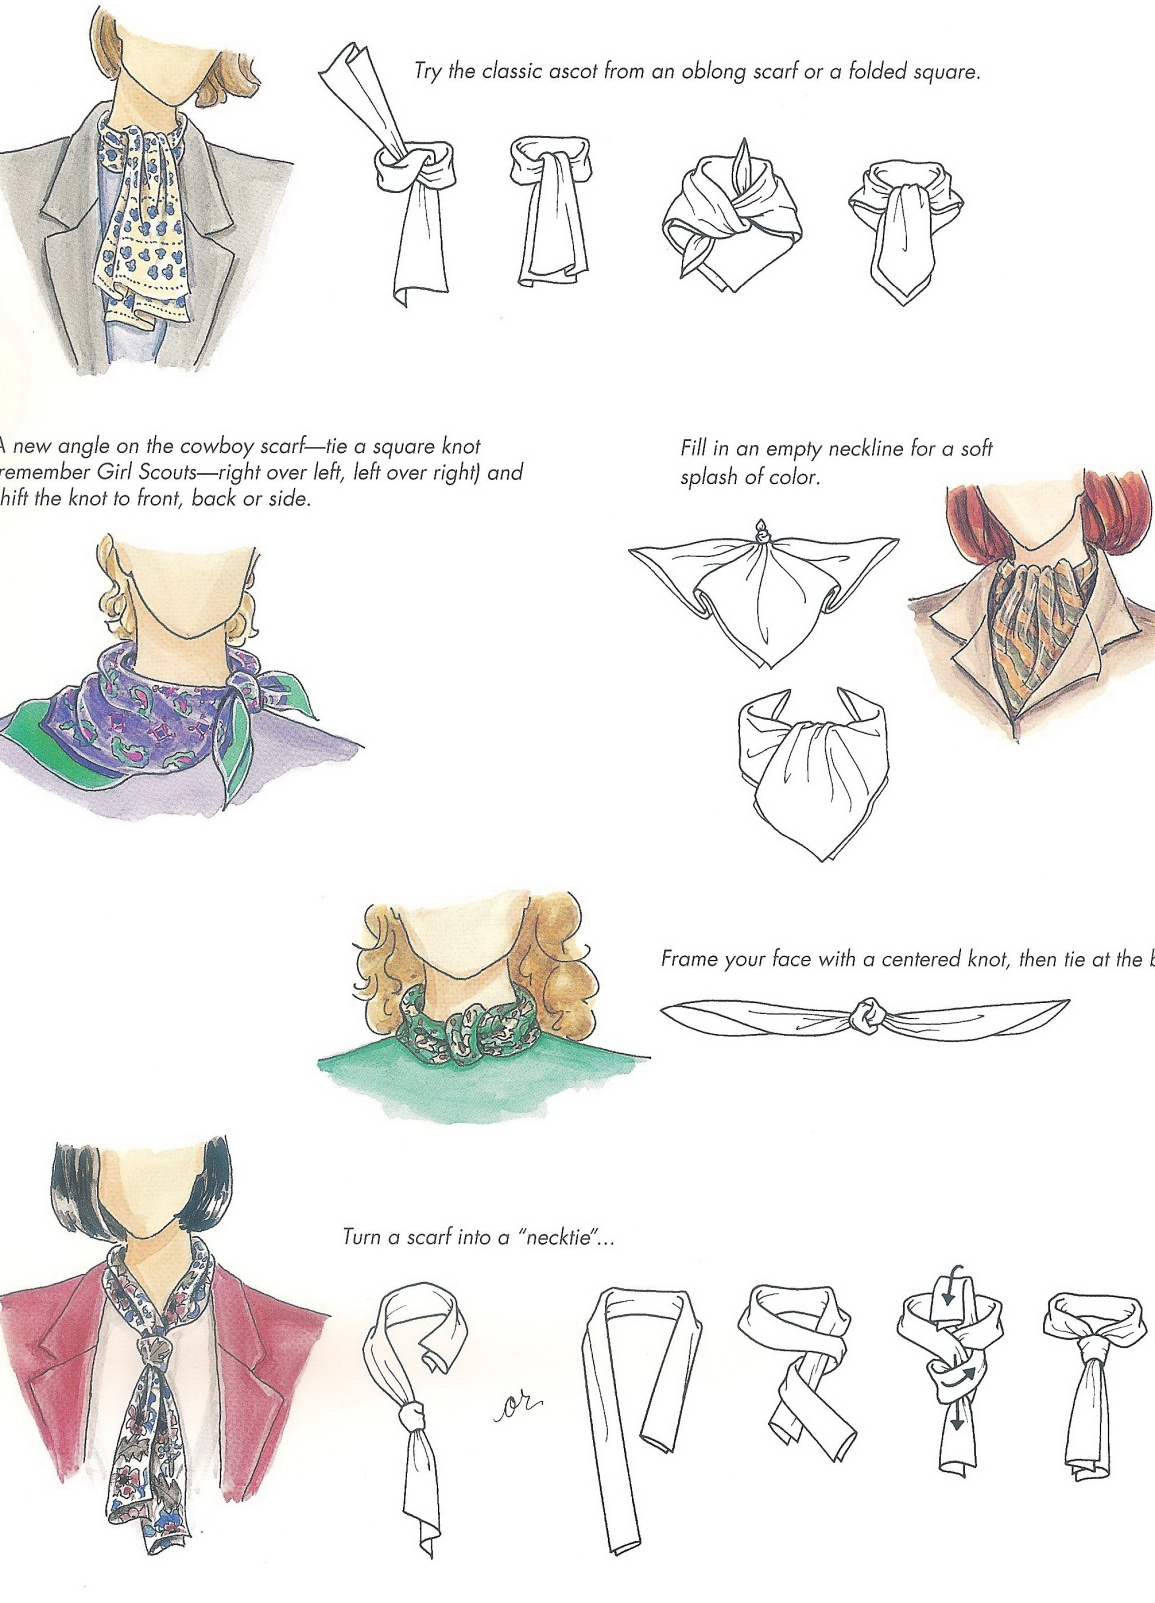 Try the classic ascot from an oblong scarf or a folded square.
A new angle on the cowboy scarf—tie a square knot
remember Girl Scouts—right over left, left over right) and
hift the knot to front, back or side.
Fill in an empty neckline for a soft
splash of color.
Frame your face with a centered knot, then tie at the b
Turn a scarf into a “necktie”...
or